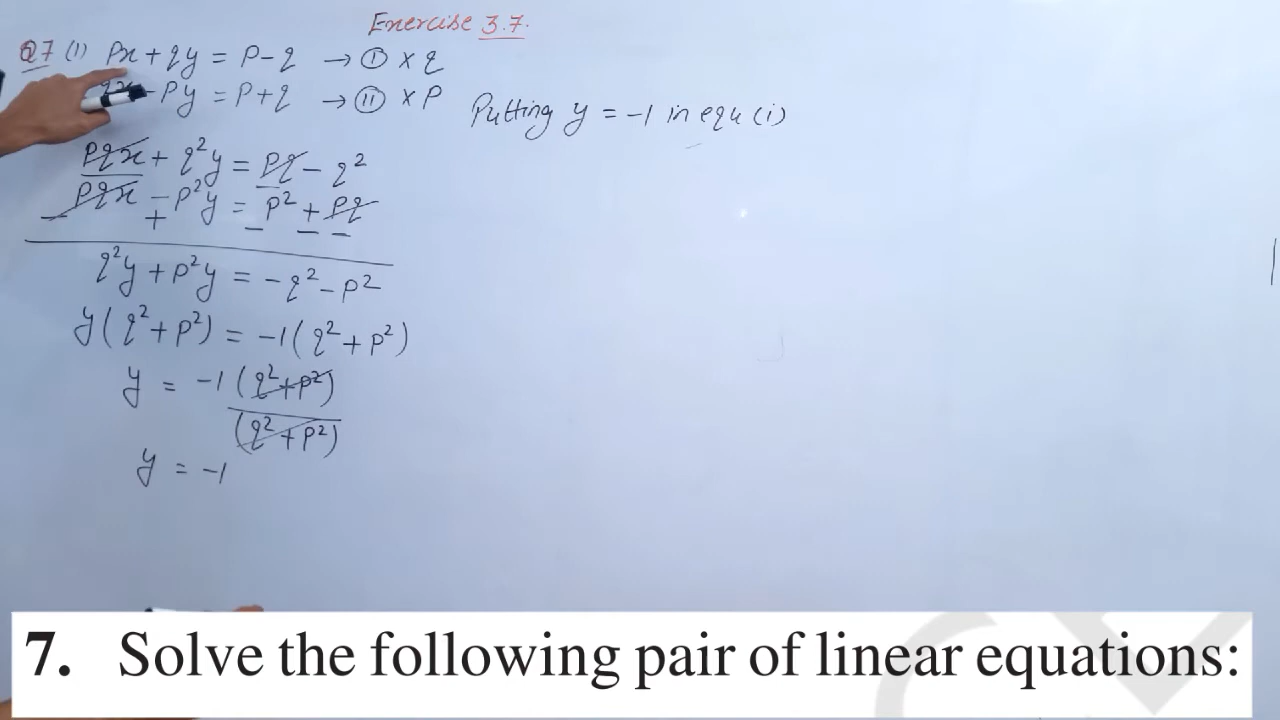 Exercise 3.7.
Q7 (1) Px + qy = P - q → (I) × q
qx - Py = P + q → (II) × P
Pqx + q²y = Pq - q²
Pqx - P²y = P² + Pq
- + - - -
q²y + P²y = -q² - P²
y(q² + P²) = -1(q² + P²)
y = -1 (q² + P²)
(q² + P²)
y = -1
Putting y = -1 in equ (i)
7. Solve the following pair of linear equations: